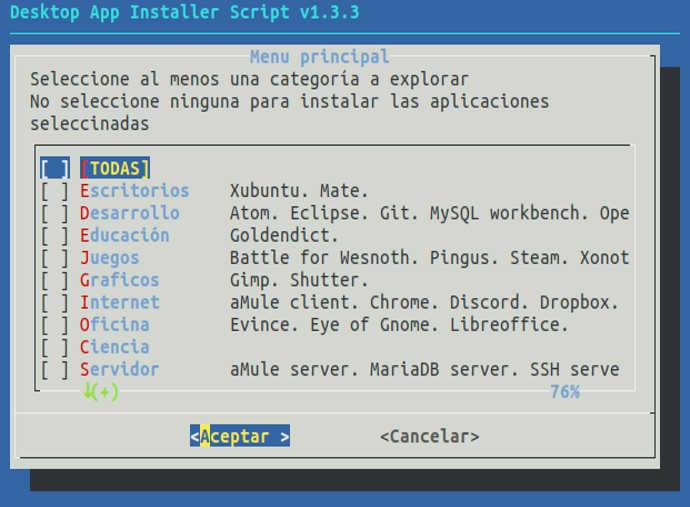 Desktop App Installer Script v1.3.3
Menu principal
Seleccione al menos una categoría a explorar
No seleccione ninguna para instalar las aplicaciones
seleccinadas
[ ] [TODAS]
[ ] Escritorios Xubuntu. Mate.
[ ] Desarrollo Atom. Eclipse. Git. MySQL workbench. Ope
[ ] Educación Goldendict.
[ ] Juegos Battle for Wesnoth. Pingus. Steam. Xonot
[ ] Graficos Gimp. Shutter.
[ ] Internet aMule client. Chrome. Discord. Dropbox.
[ ] Oficina Evince. Eye of Gnome. Libreoffice.
[ ] Ciencia
[ ] Servidor aMule server. MariaDB server. SSH serve
↓(+) 76%
<Aceptar > <Cancelar>